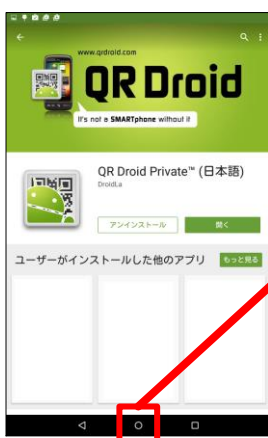 www.qrdroid.com
QR Droid
It's not a SMARTphone without it
QR Droid Private™ (日本語)
DroidLa
アンインストール
開く
ユーザーがインストールした他のアプリ
もっと見る